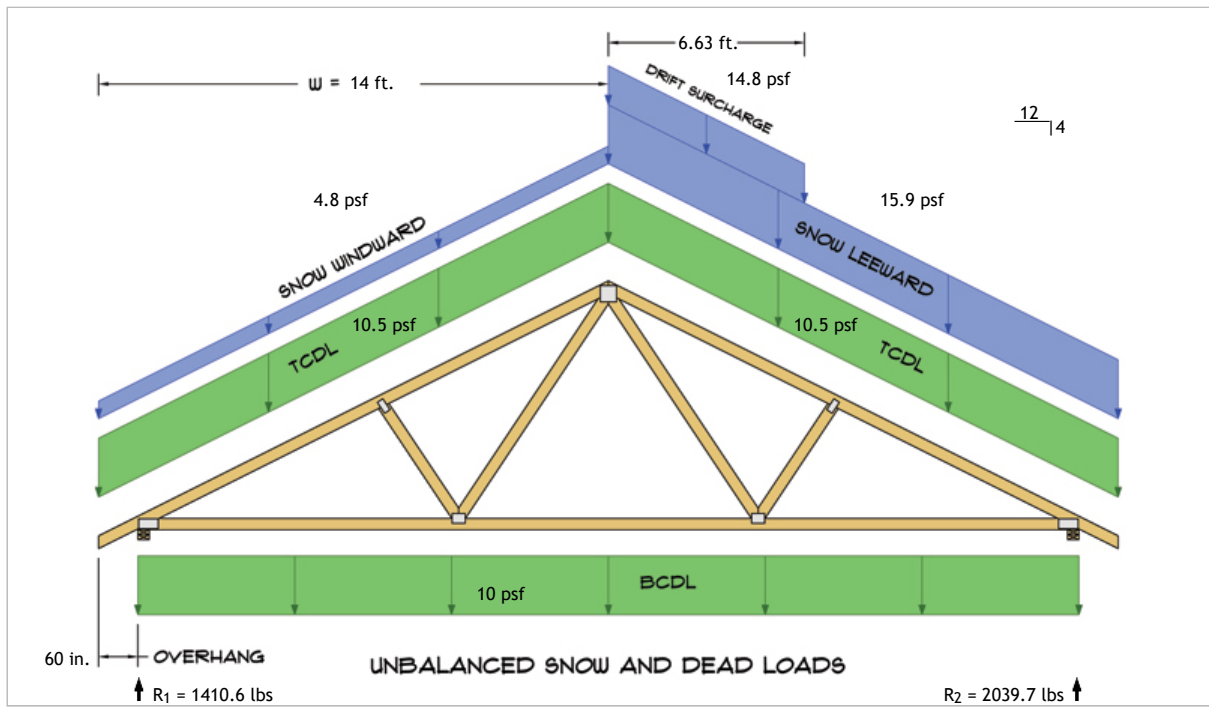 6.63 ft.
W = 14 ft.
14.8 psf
DRIFT SURCHARGE
12
4
4.8 psf
15.9 psf
SNOW WINDWARD
SNOW LEEWARD
10.5 psf
10.5 psf
TCDL
TCDL
10 psf
BCDL
60 in.
OVERHANG
UNBALANCED SNOW AND DEAD LOADS
R1 = 1410.6 lbs
R2 = 2039.7 lbs